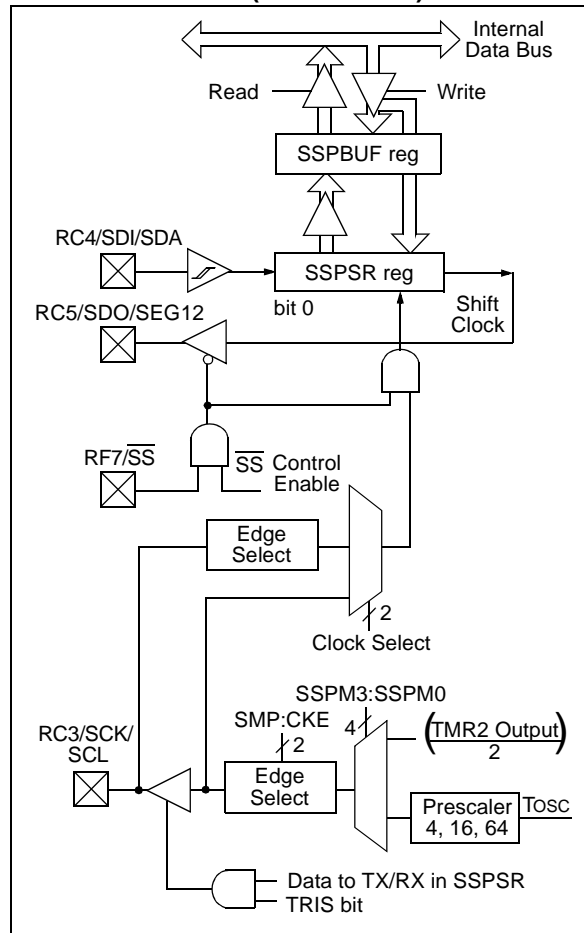 Internal
Data Bus
Read
Write
SSPBUF reg
RC4/SDI/SDA
SSPSR reg
bit 0
Shift
Clock
RC5/SDO/SEG12
RF7/S̅S̅
S̅S̅ Control
Enable
Edge
Select
2
Clock Select
SSPM3:SSPM0
SMP:CKE
4
(TMR2 Output)
2
2
RC3/SCK/
SCL
Edge
Select
Prescaler
4, 16, 64
TOSC
Data to TX/RX in SSPSR
TRIS bit